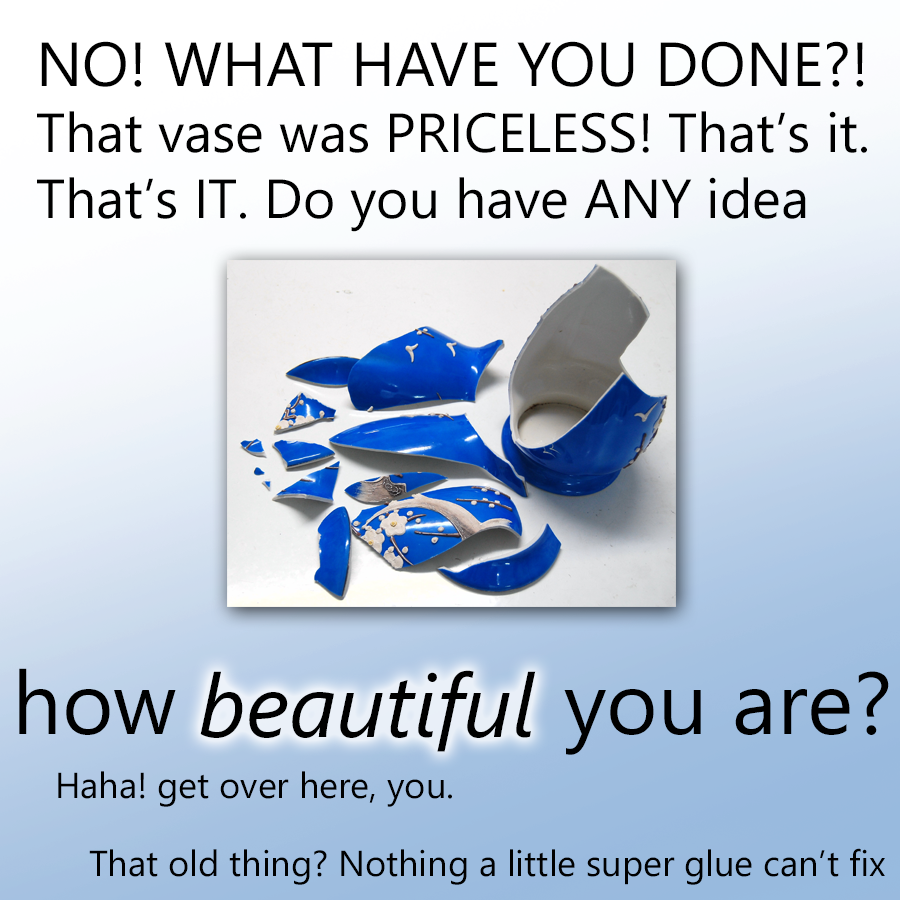 NO! WHAT HAVE YOU DONE?!
That vase was PRICELESS! That’s it.
That’s IT. Do you have ANY idea
how beautiful you are?
Haha! get over here, you.
That old thing? Nothing a little super glue can’t fix